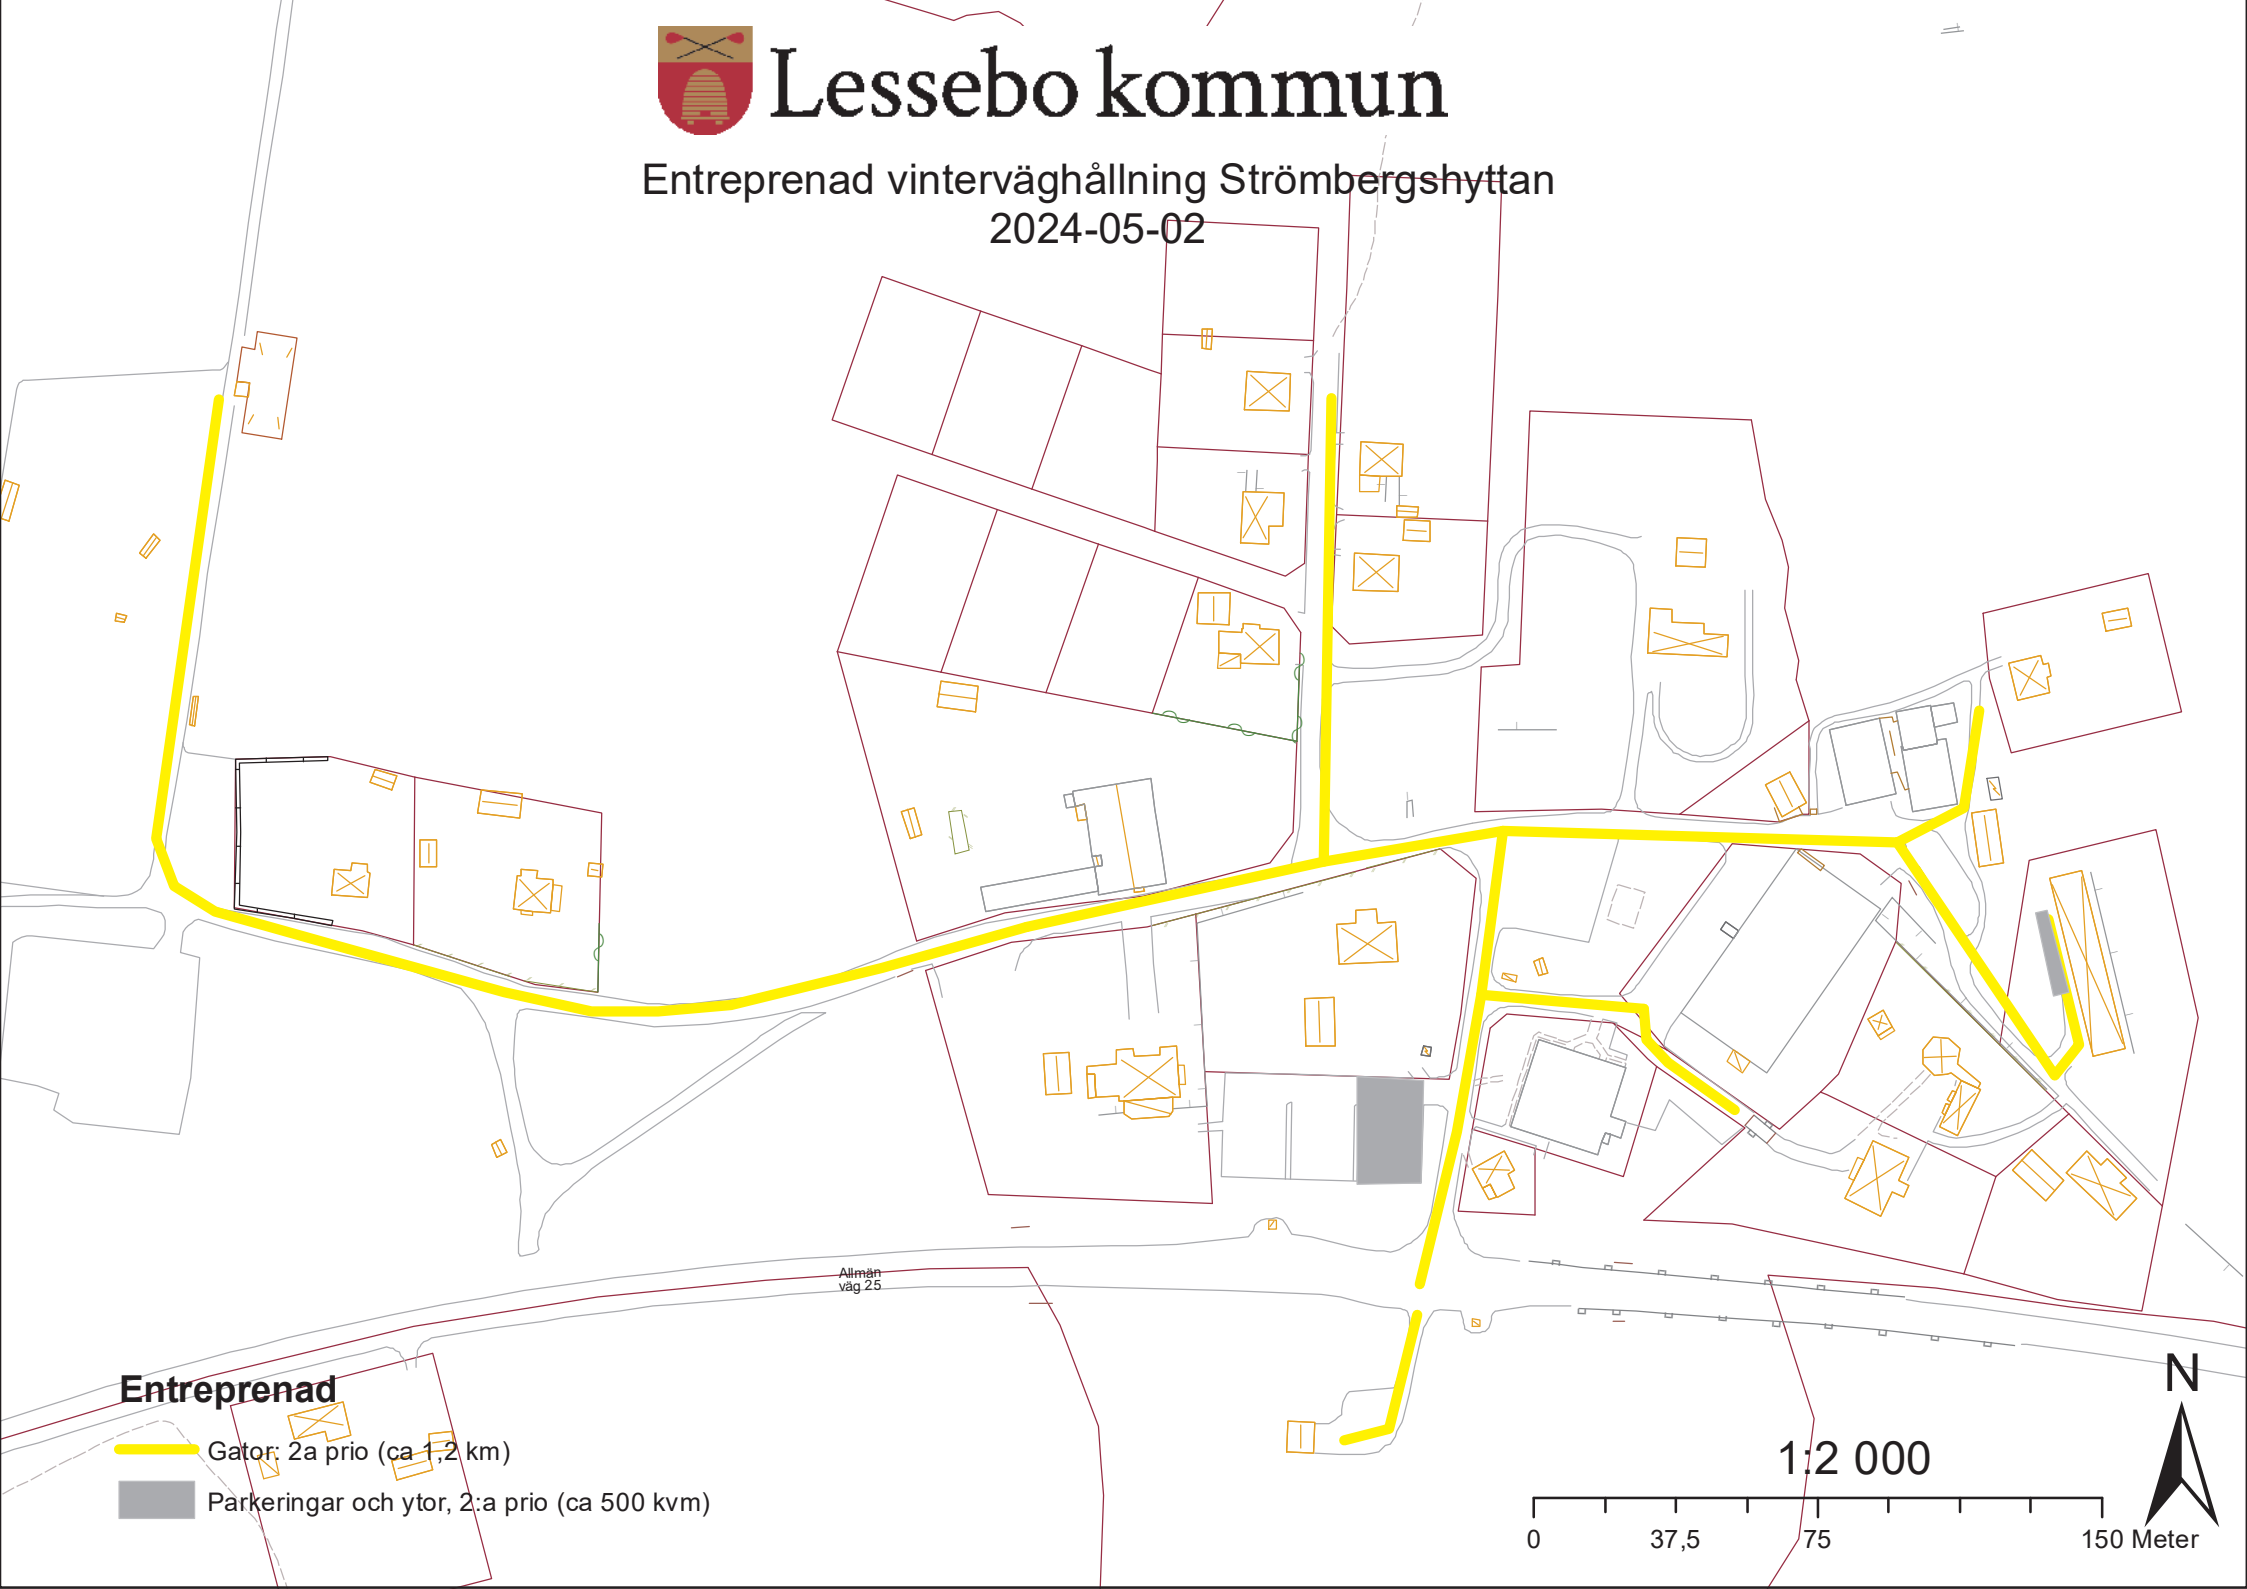 Lessebo kommun
Entreprenad vinterväghållning Strömbergshyttan
2024-05-02
Allmän
väg 25
Entreprenad
Gator: 2a prio (ca 1,2 km)
Parkeringar och ytor, 2:a prio (ca 500 kvm)
N
1:2 000
0 37,5 75 150 Meter